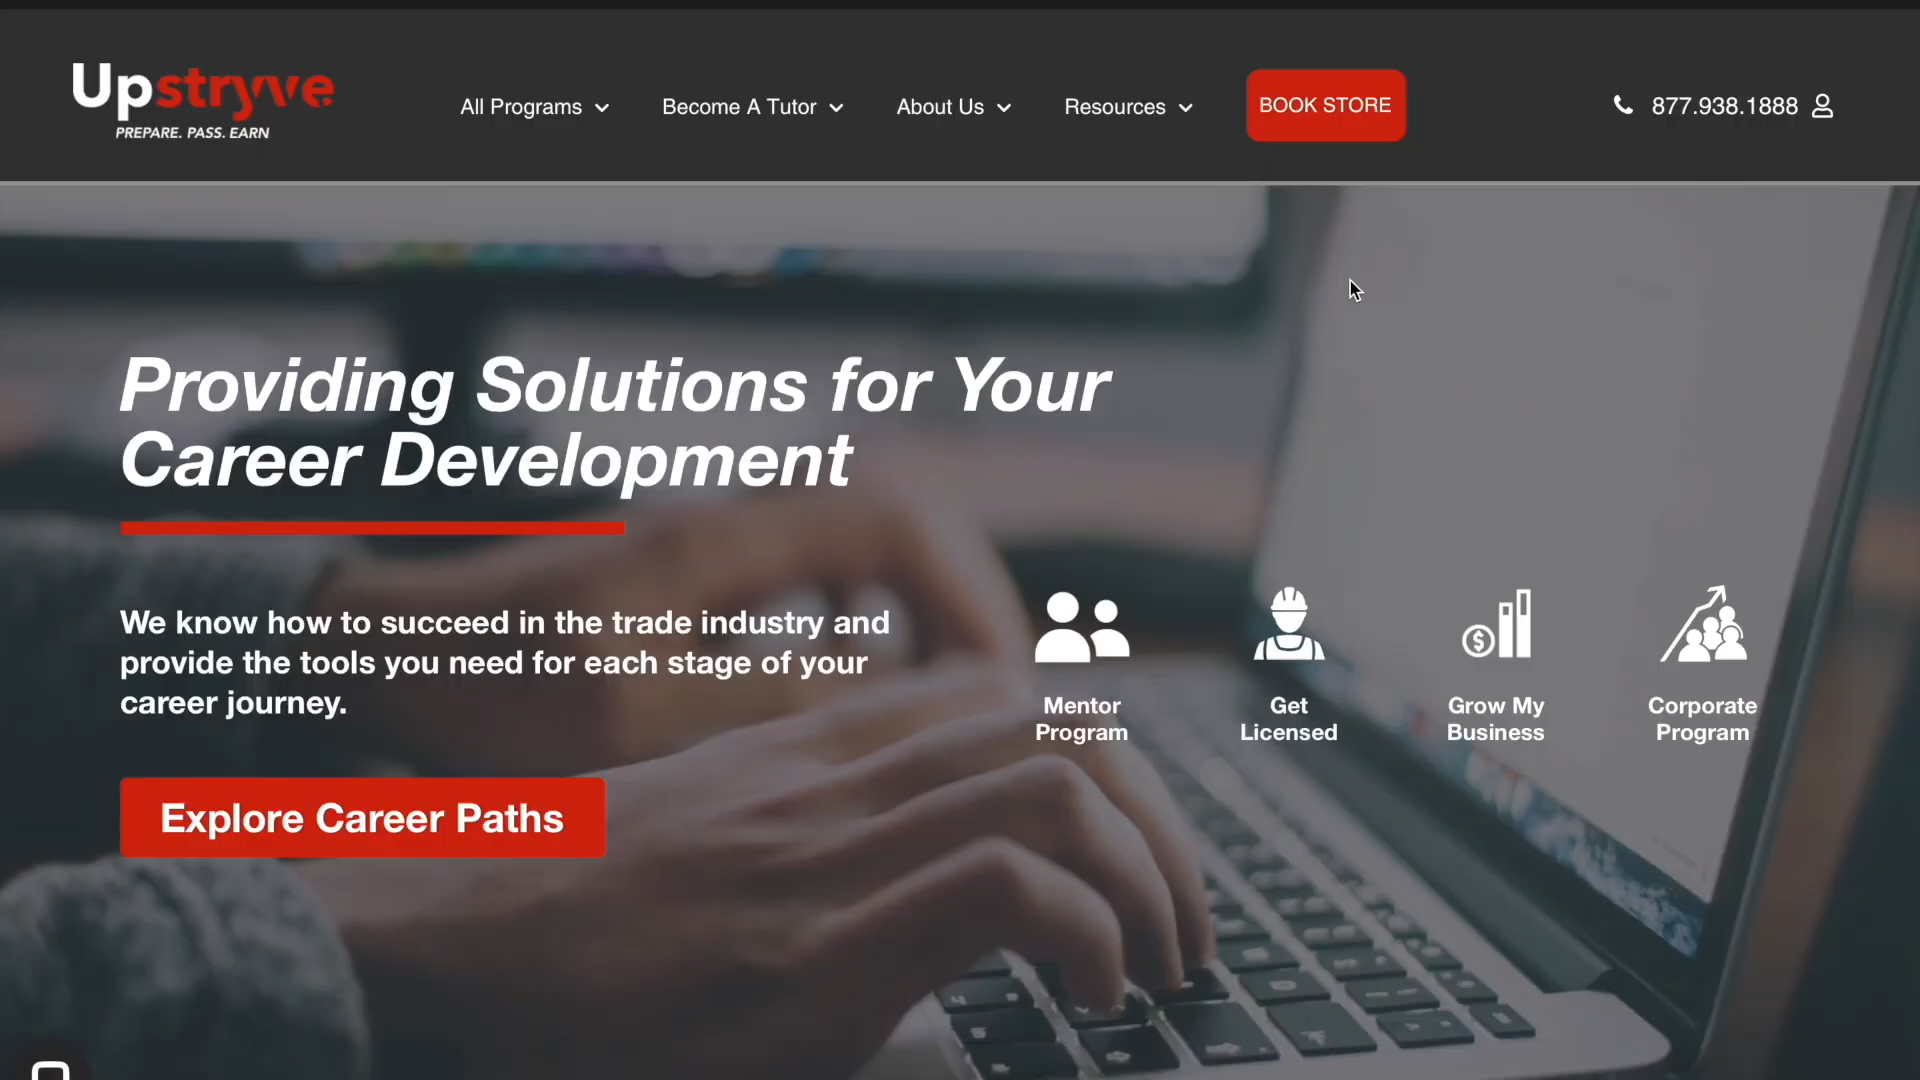 Upstryve
PREPARE. PASS. EARN
All Programs
Become A Tutor
About Us
Resources
BOOK STORE
877.938.1888
Providing Solutions for Your
Career Development
We know how to succeed in the trade industry and
provide the tools you need for each stage of your
career journey.
Mentor
Program
Get
Licensed
Grow My
Business
Corporate
Program
Explore Career Paths